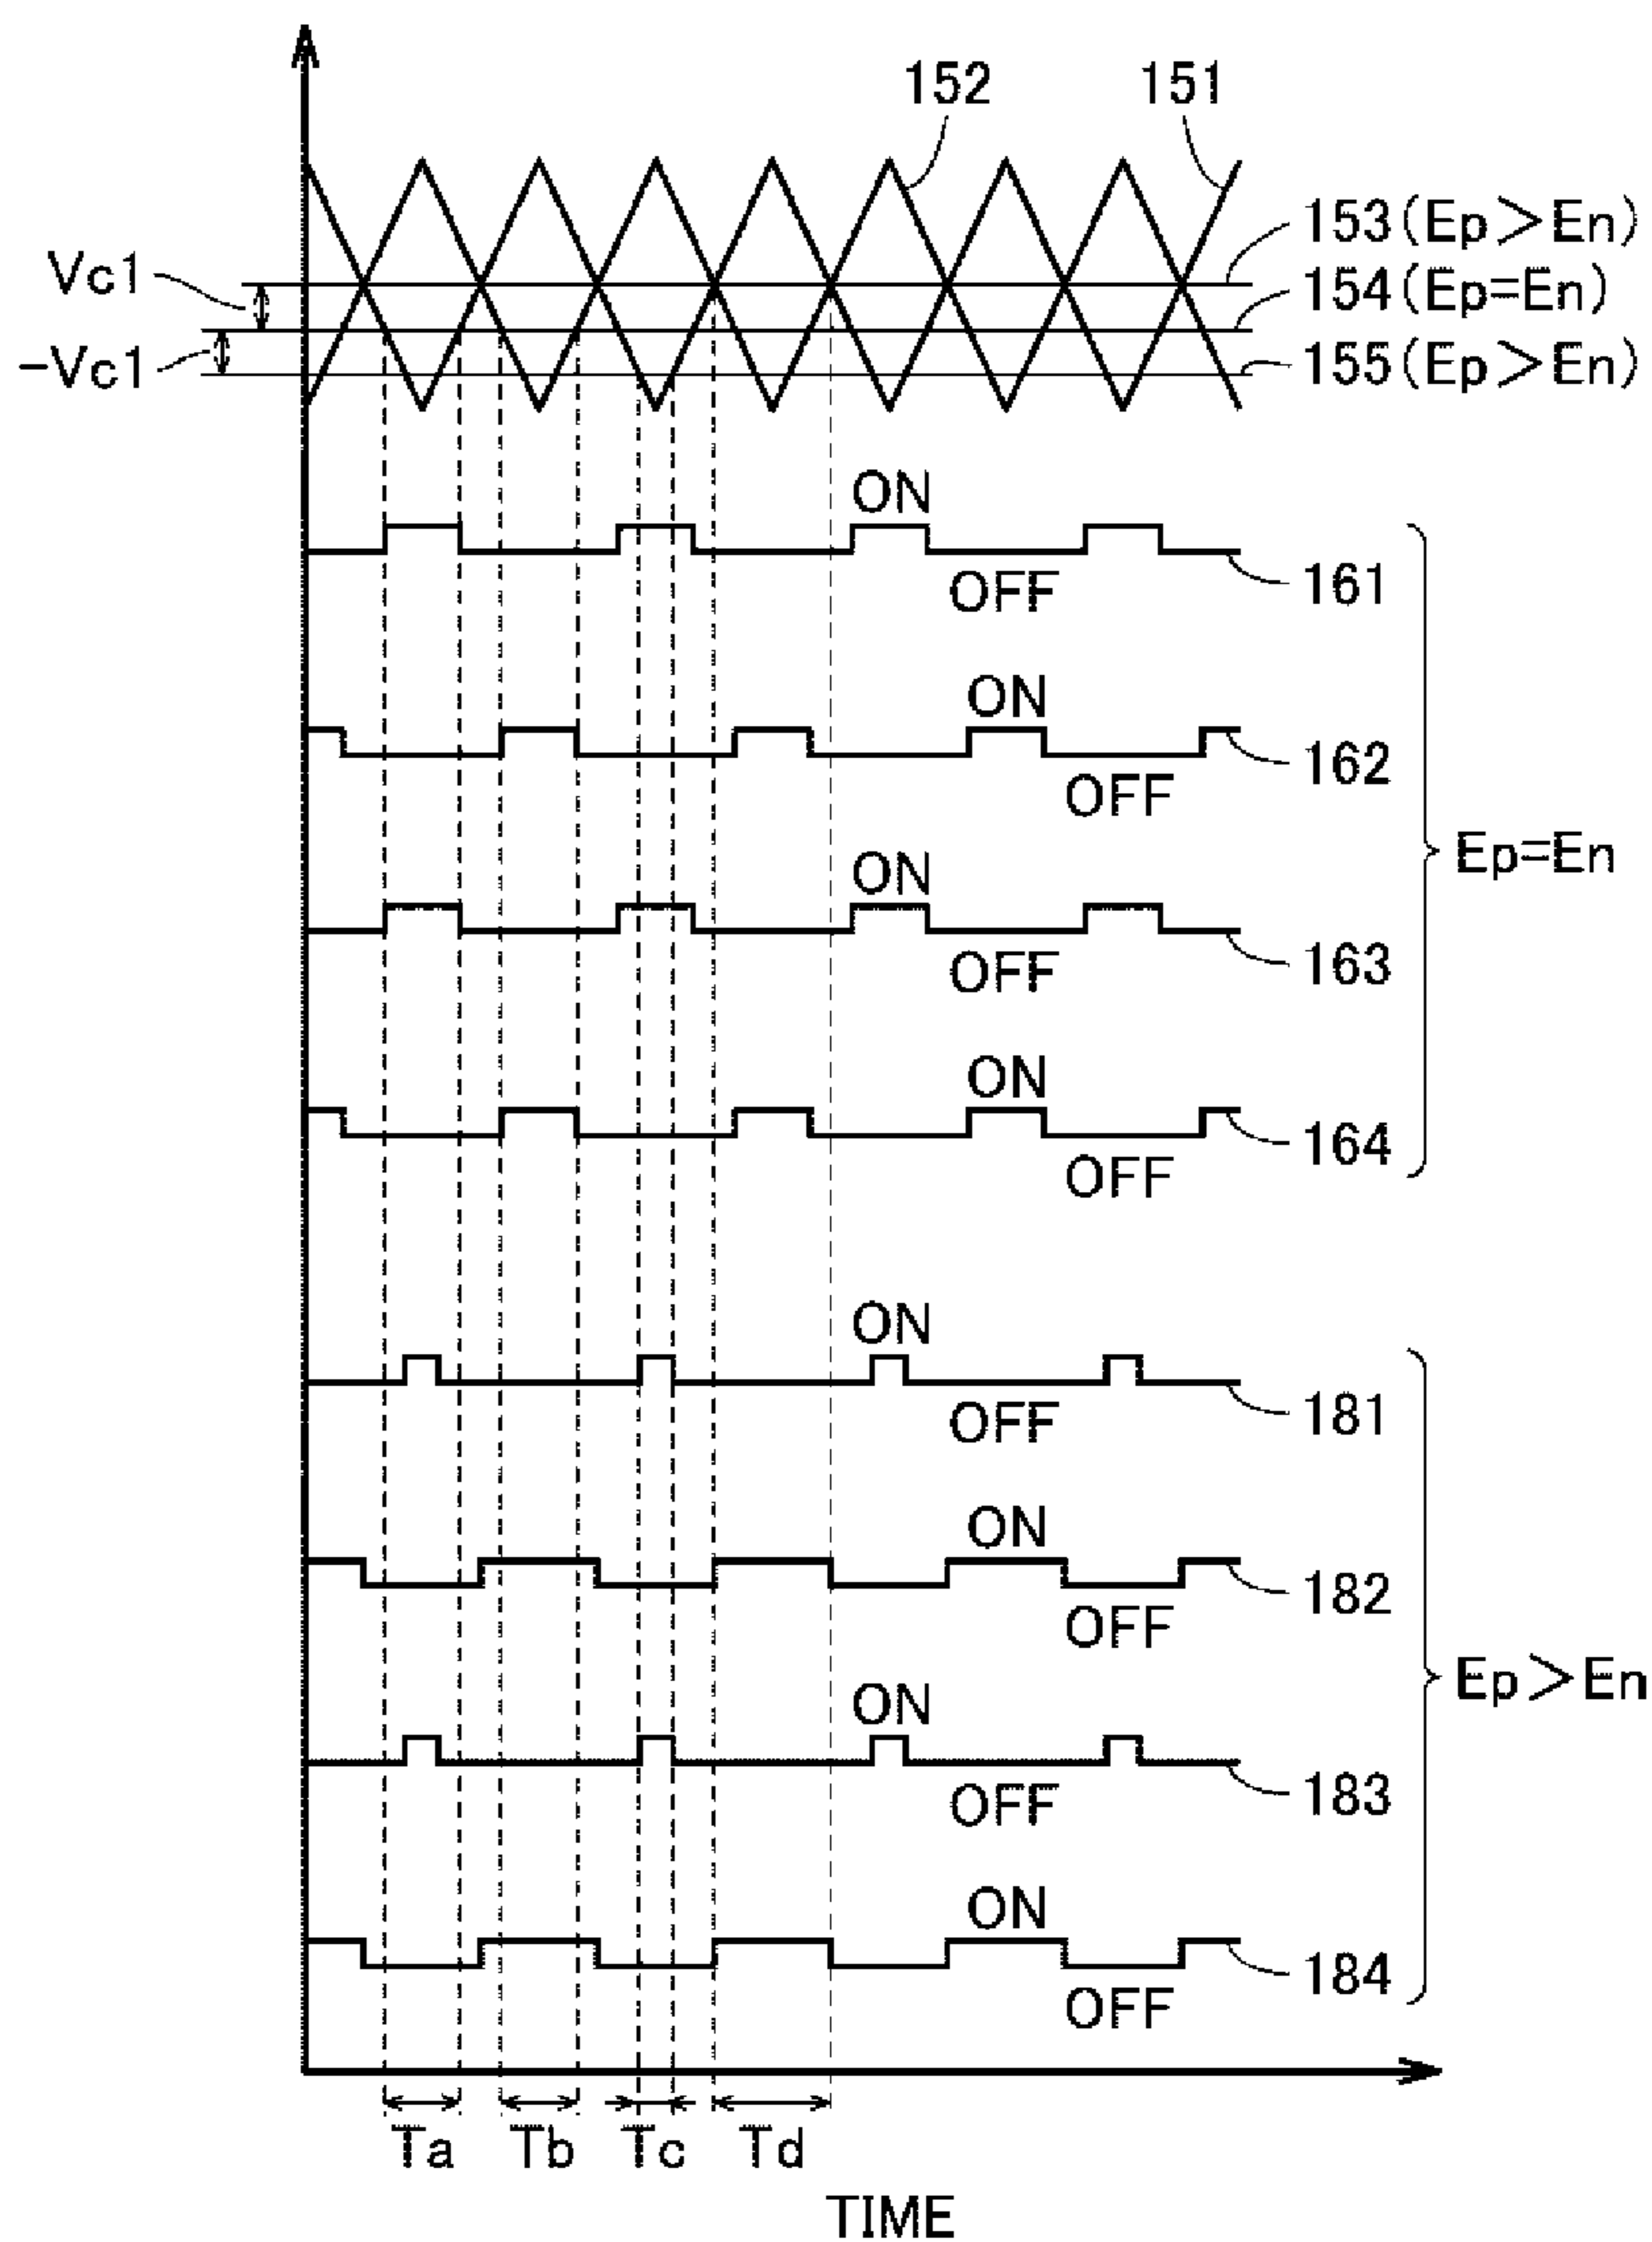 152 151
153(Ep>En)
Vc1
154(Ep=En)
-Vc1
155(Ep>En)
ON
OFF
161
ON
162
OFF
Ep=En
ON
OFF
163
ON
164
OFF
ON
OFF
181
ON
182
OFF
Ep>En
ON
OFF
183
ON
184
OFF
Ta Tb Tc Td
TIME